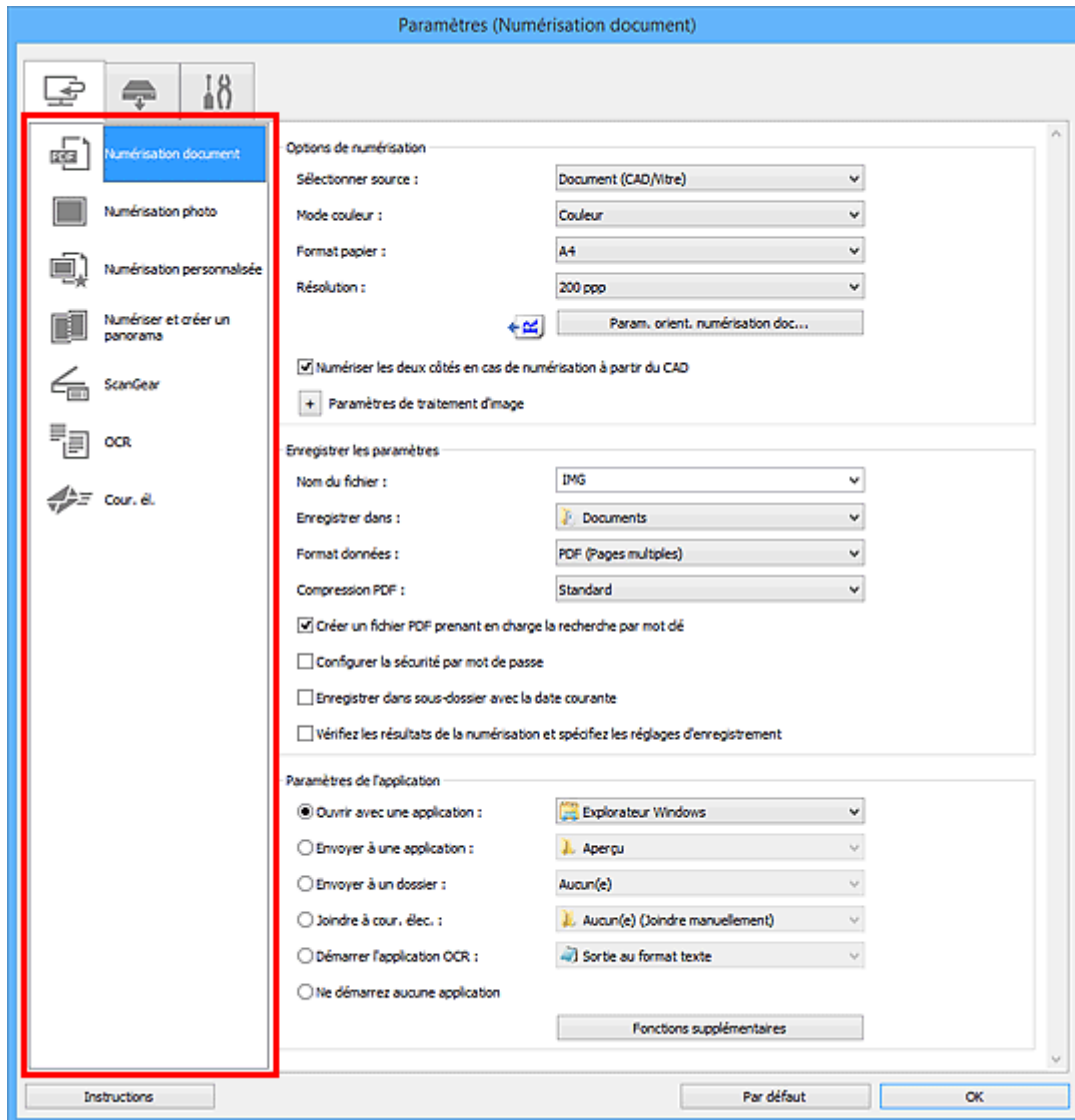 Paramètres (Numérisation document)
PDF
Numérisation document
Numérisation photo
Numérisation personnalisée
Numériser et créer un
panorama
ScanGear
OCR
Cour. él.
Options de numérisation
Sélectionner source : Document (CAD/Vitre)
Mode couleur : Couleur
Format papier : A4
Résolution : 200 ppp
R Param. orient. numérisation doc...
Numériser les deux côtés en cas de numérisation à partir du CAD
+ Paramètres de traitement d'image
Enregistrer les paramètres
Nom du fichier : IMG
Enregistrer dans : Documents
Format données : PDF (Pages multiples)
Compression PDF : Standard
Créer un fichier PDF prenant en charge la recherche par mot clé
Configurer la sécurité par mot de passe
Enregistrer dans sous-dossier avec la date courante
Vérifiez les résultats de la numérisation et spécifiez les réglages d'enregistrement
Paramètres de l'application
Ouvrir avec une application : Explorateur Windows
Envoyer à une application : Aperçu
Envoyer à un dossier : Aucun(e)
Joindre à cour. élec. : Aucun(e) (Joindre manuellement)
Démarrer l'application OCR : Sortie au format texte
Ne démarrez aucune application
Fonctions supplémentaires
Instructions Par défaut OK